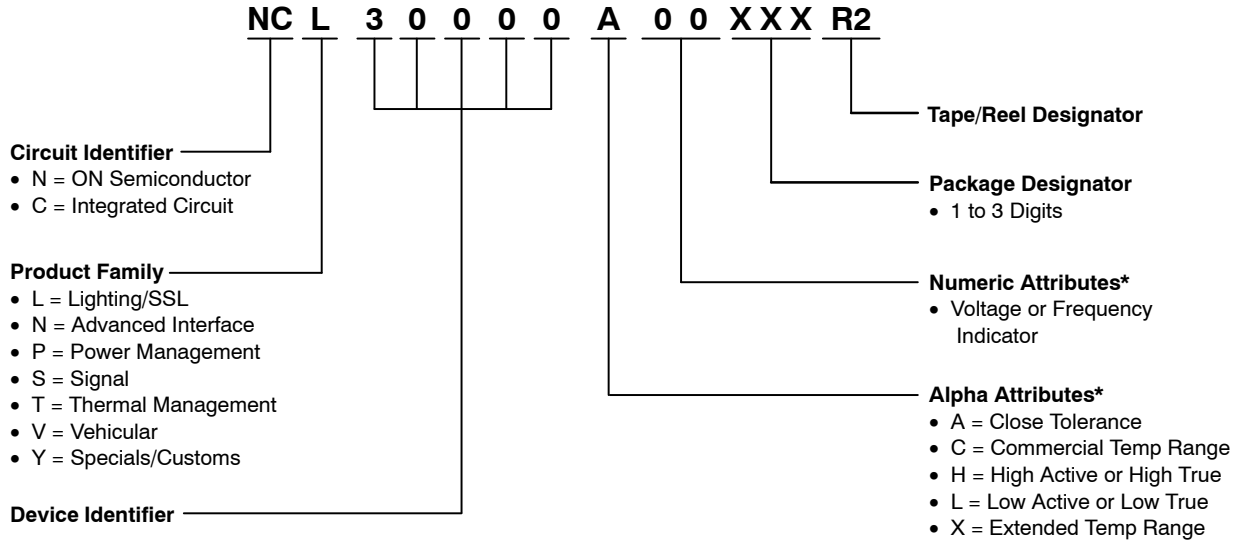 NC L 3 0 0 0 0 A 0 0 X X X R2
Circuit Identifier
• N = ON Semiconductor
• C = Integrated Circuit
Product Family
• L = Lighting/SSL
• N = Advanced Interface
• P = Power Management
• S = Signal
• T = Thermal Management
• V = Vehicular
• Y = Specials/Customs
Device Identifier
Tape/Reel Designator
Package Designator
• 1 to 3 Digits
Numeric Attributes*
• Voltage or Frequency
Indicator
Alpha Attributes*
• A = Close Tolerance
• C = Commercial Temp Range
• H = High Active or High True
• L = Low Active or Low True
• X = Extended Temp Range